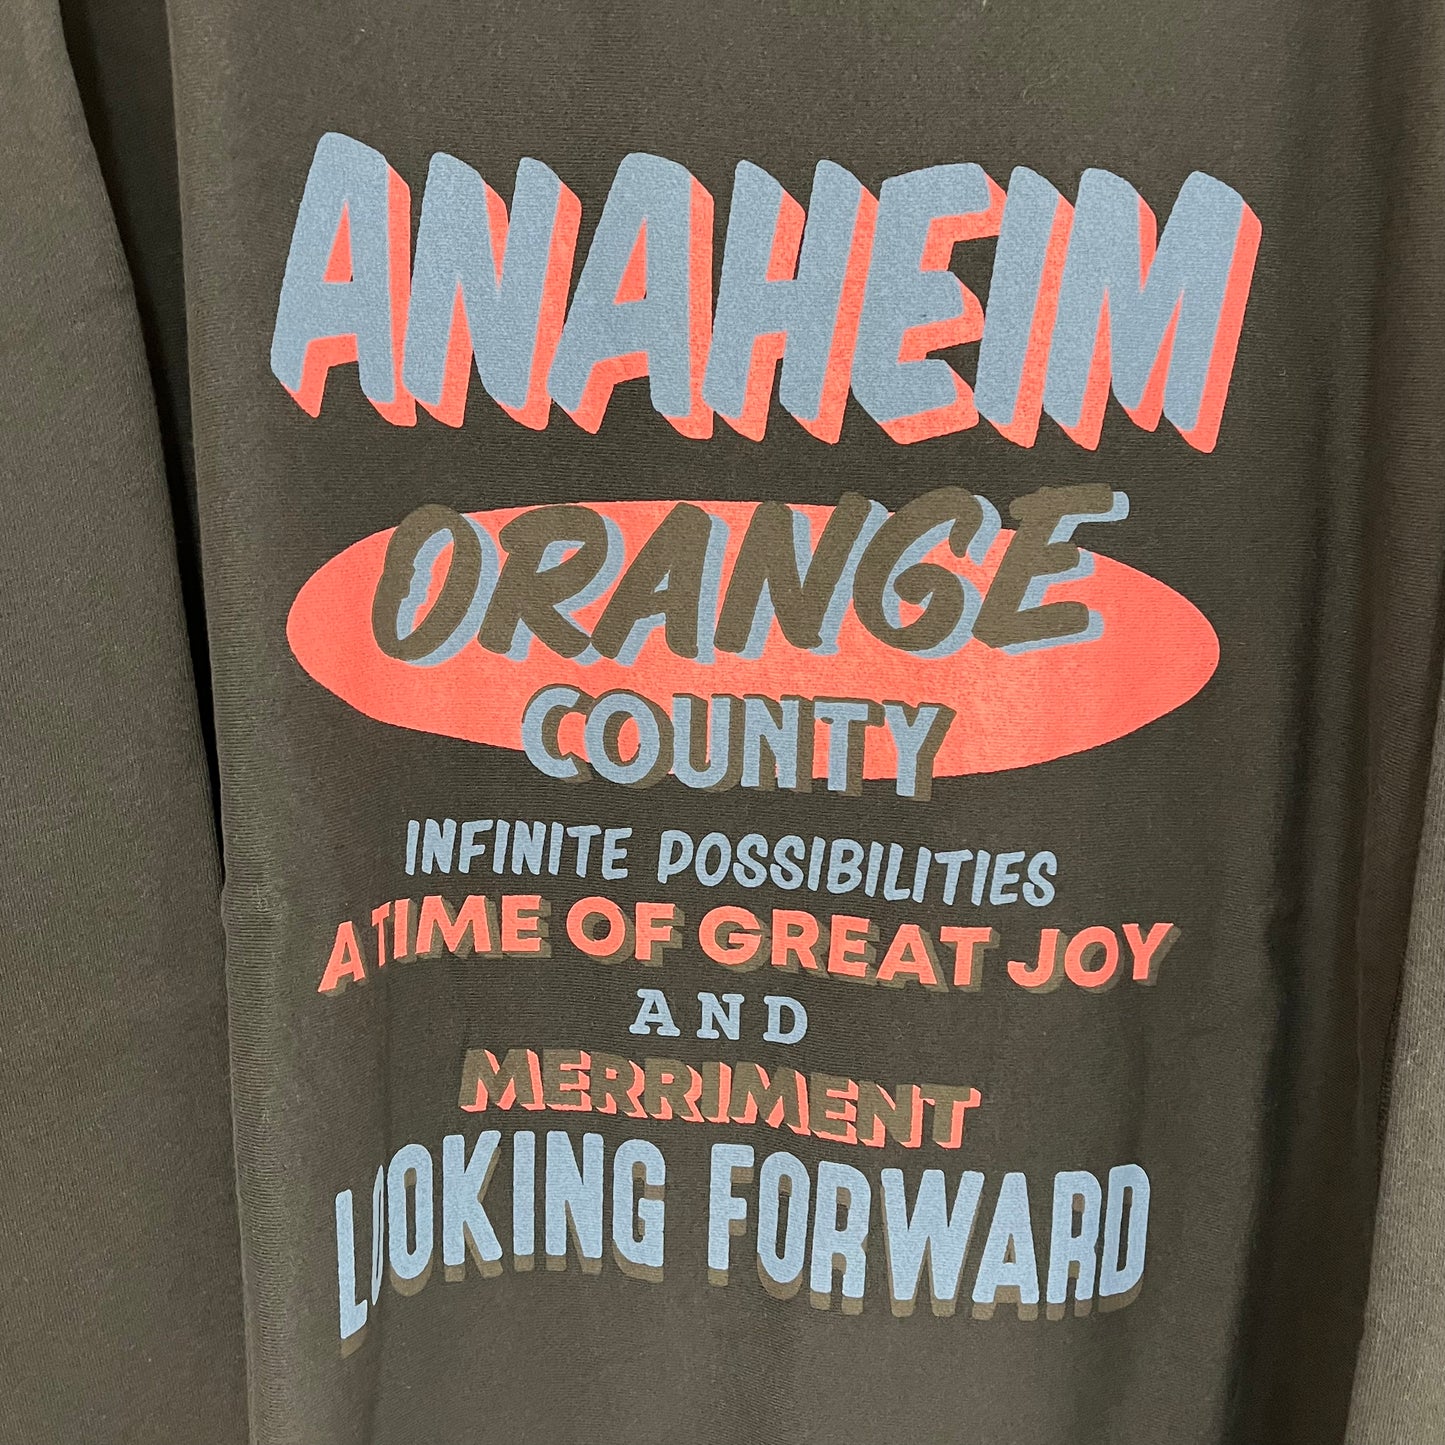 ANAHEIM
ORANGE
COUNTY
INFINITE POSSIBILITIES
A TIME OF GREAT JOY
AND
MERRIMENT
LOOKING FORWARD